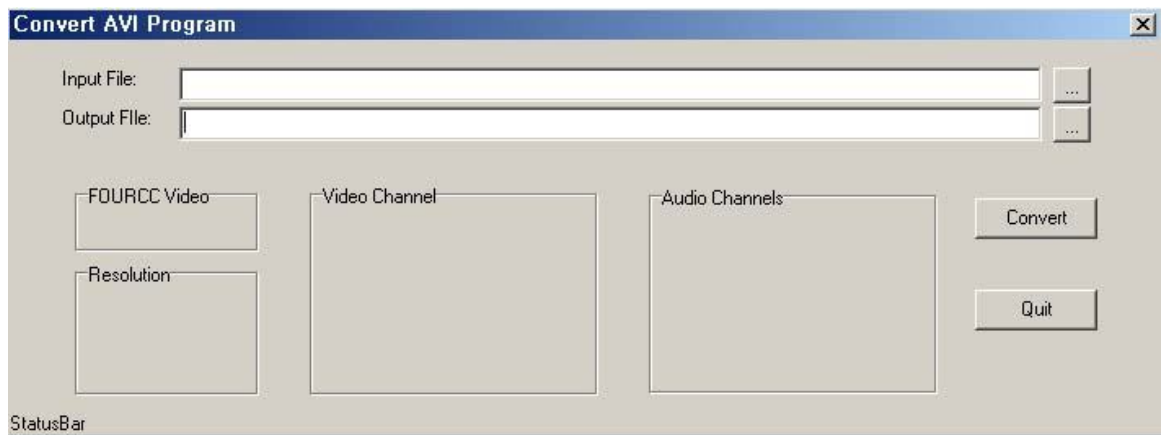 Convert AVI Program
Input File:
...
Output FIle:
...
FOURCC Video
Video Channel
Audio Channels
Convert
Resolution
Quit
StatusBar